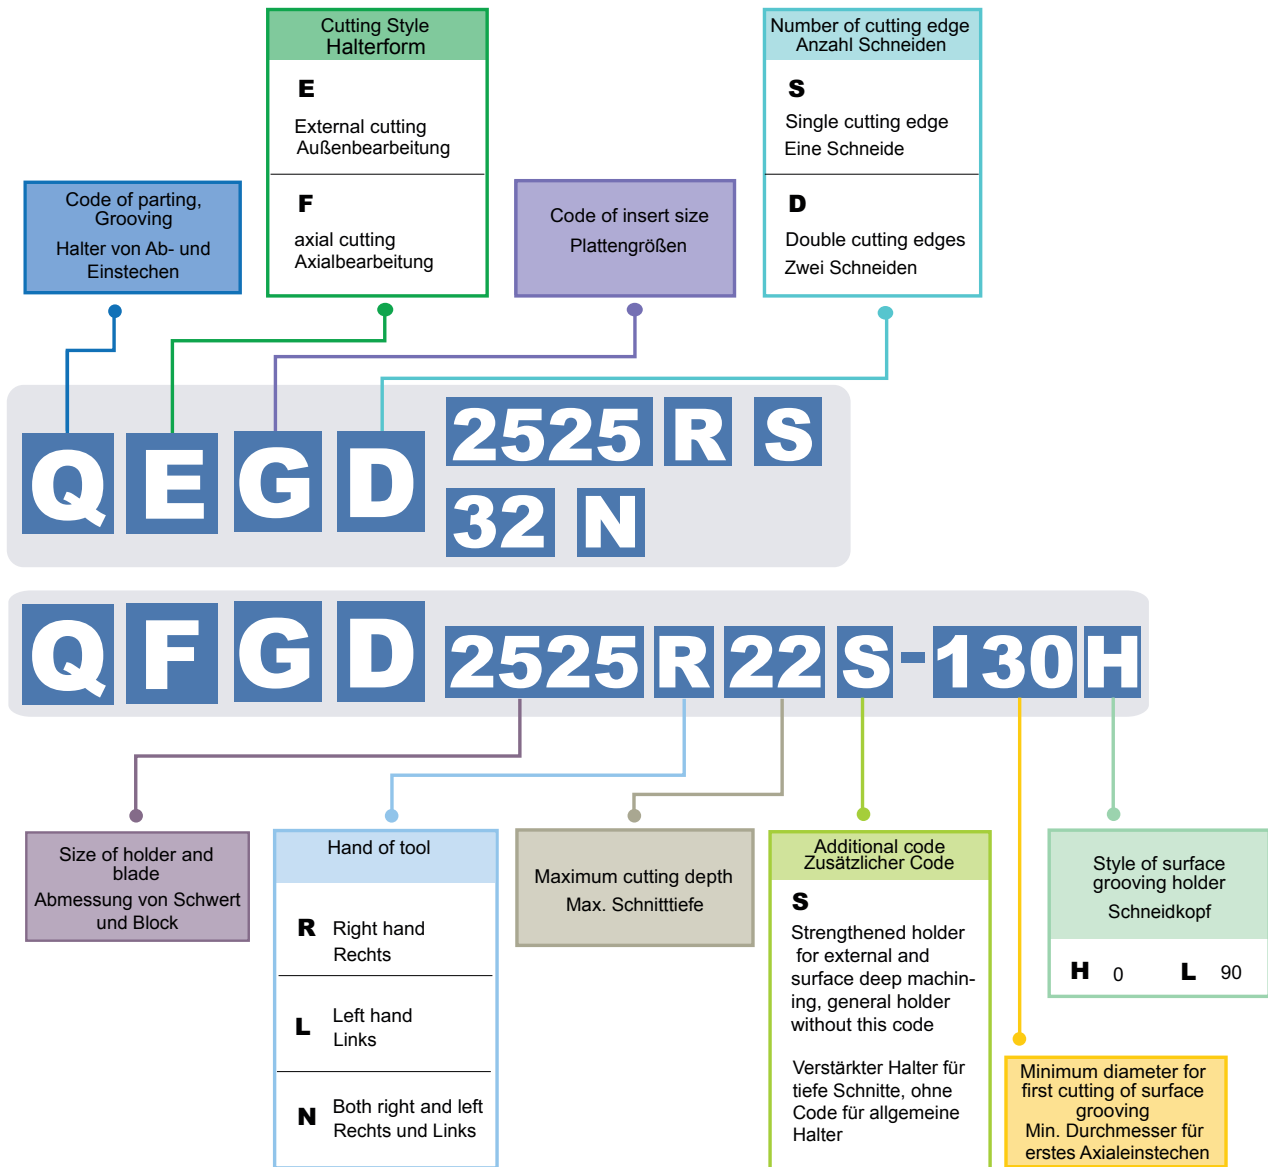 Cutting Style
Halterform
E
External cutting
Außenbearbeitung
F
axial cutting
Axialbearbeitung
Number of cutting edge
Anzahl Schneiden
S
Single cutting edge
Eine Schneide
D
Double cutting edges
Zwei Schneiden
Code of parting,
Grooving
Halter von Ab- und
Einstechen
Code of insert size
Plattengrößen
Q E G D 2525 R S
32 N
Q F G D 2525 R 22 S - 130 H
Size of holder and
blade
Abmessung von Schwert
und Block
Hand of tool
R Right hand
Rechts
L Left hand
Links
N Both right and left
Rechts und Links
Maximum cutting depth
Max. Schnitttiefe
Additional code
Zusätzlicher Code
S
Strengthened holder
for external and
surface deep machin-
ing, general holder
without this code
Verstärkter Halter für
tiefe Schnitte, ohne
Code für allgemeine
Halter
Style of surface
grooving holder
Schneidkopf
H 0 L 90
Minimum diameter for
first cutting of surface
grooving
Min. Durchmesser für
erstes Axialeinstechen